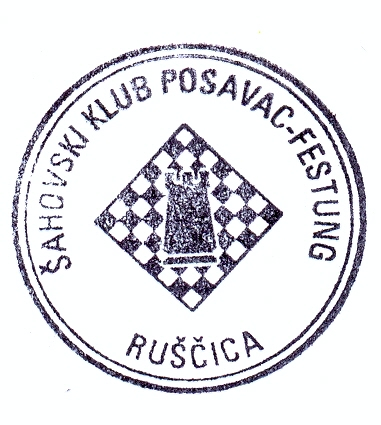 ŠAHOVSKI KLUB POSAVAC-FESTUNG
RUŠČICA